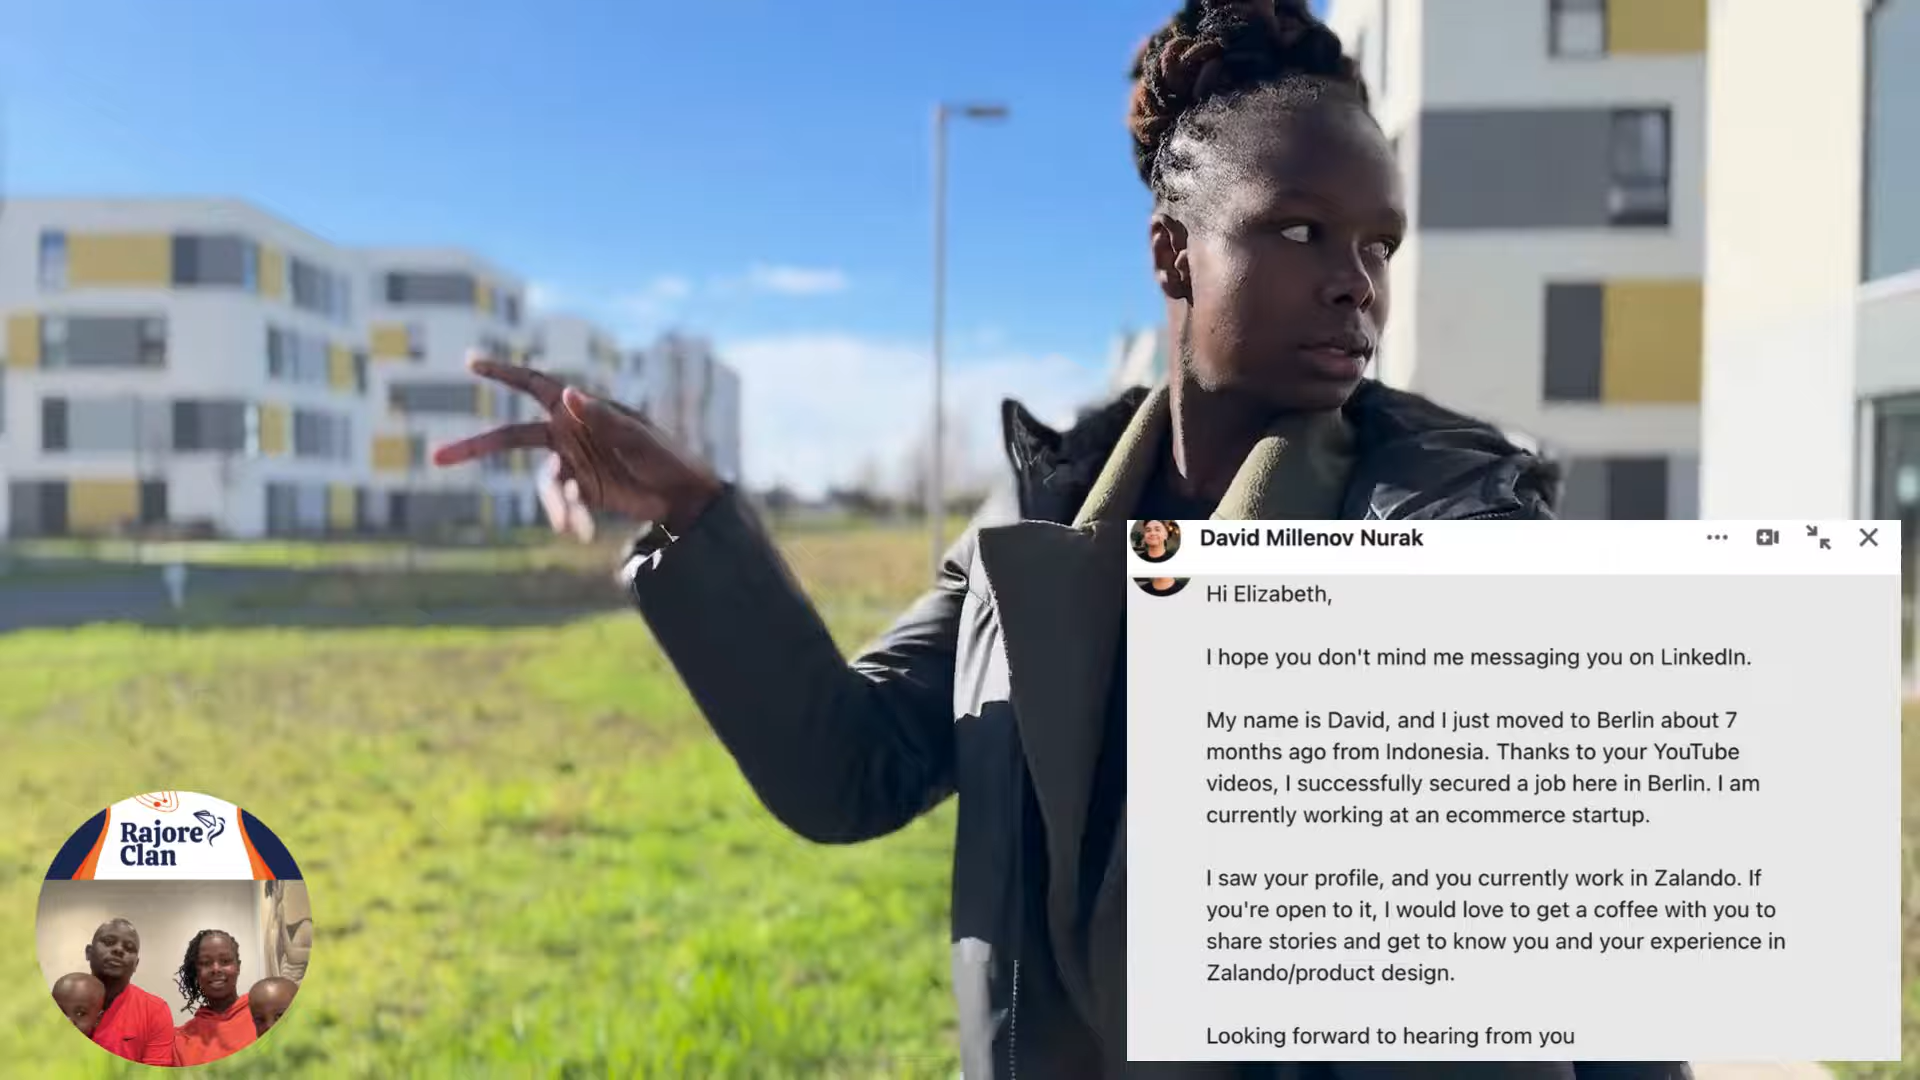 Rajore
Clan
David Millenov Nurak
Hi Elizabeth,
I hope you don't mind me messaging you on LinkedIn.
My name is David, and I just moved to Berlin about 7
months ago from Indonesia. Thanks to your YouTube
videos, I successfully secured a job here in Berlin. I am
currently working at an ecommerce startup.
I saw your profile, and you currently work in Zalando. If
you're open to it, I would love to get a coffee with you to
share stories and get to know you and your experience in
Zalando/product design.
Looking forward to hearing from you